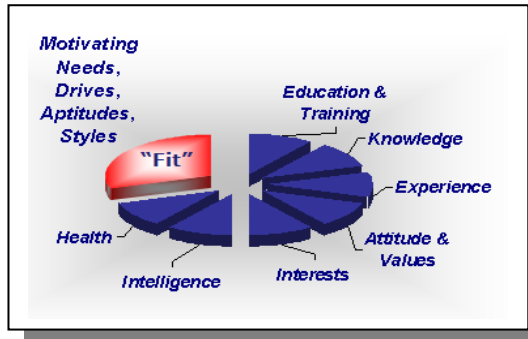 Motivating
Needs,
Drives,
Aptitudes,
Styles
"Fit"
Education &
Training
Knowledge
Experience
Attitude &
Values
Interests
Intelligence
Health